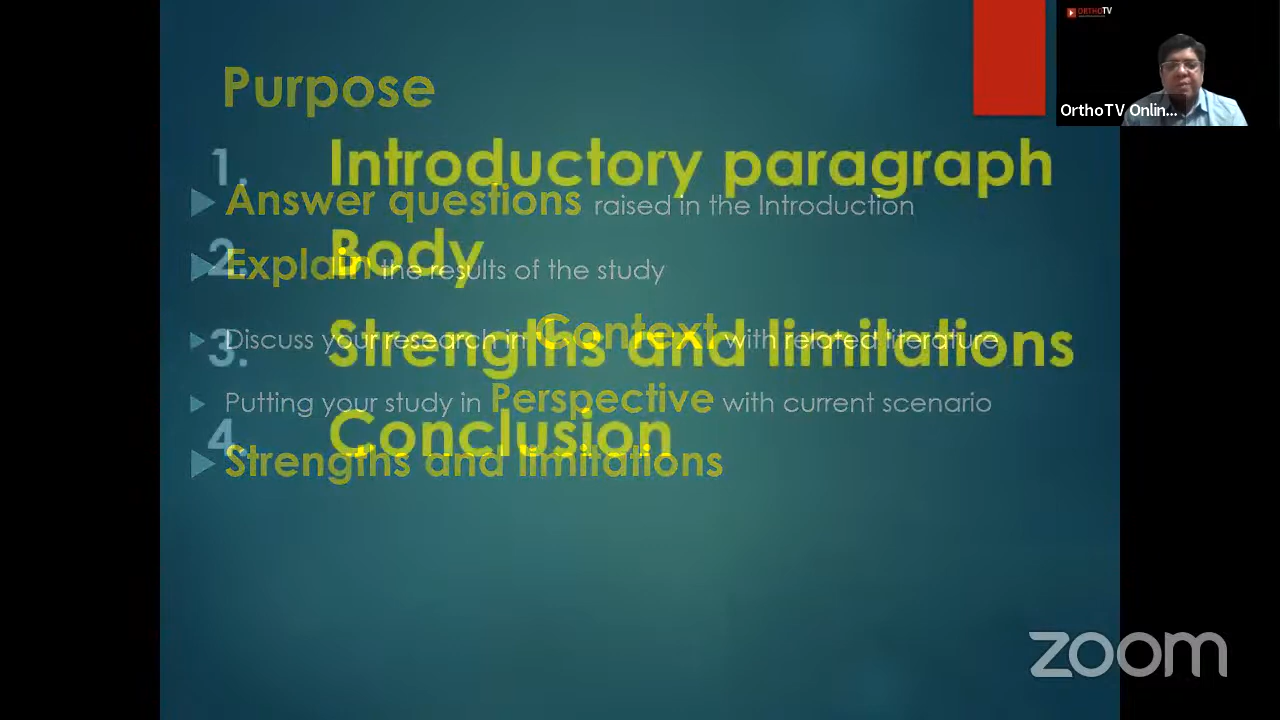 ORTHOTV
OrthoTV Onlin...
Purpose
1. Introductory paragraph
Answer questions raised in the Introduction
2. Body
Explain the results of the study
3. Strengths and limitations
Discuss your research in Context with related literature
Putting your study in Perspective with current scenario
4. Conclusion
Strengths and limitations
zoom